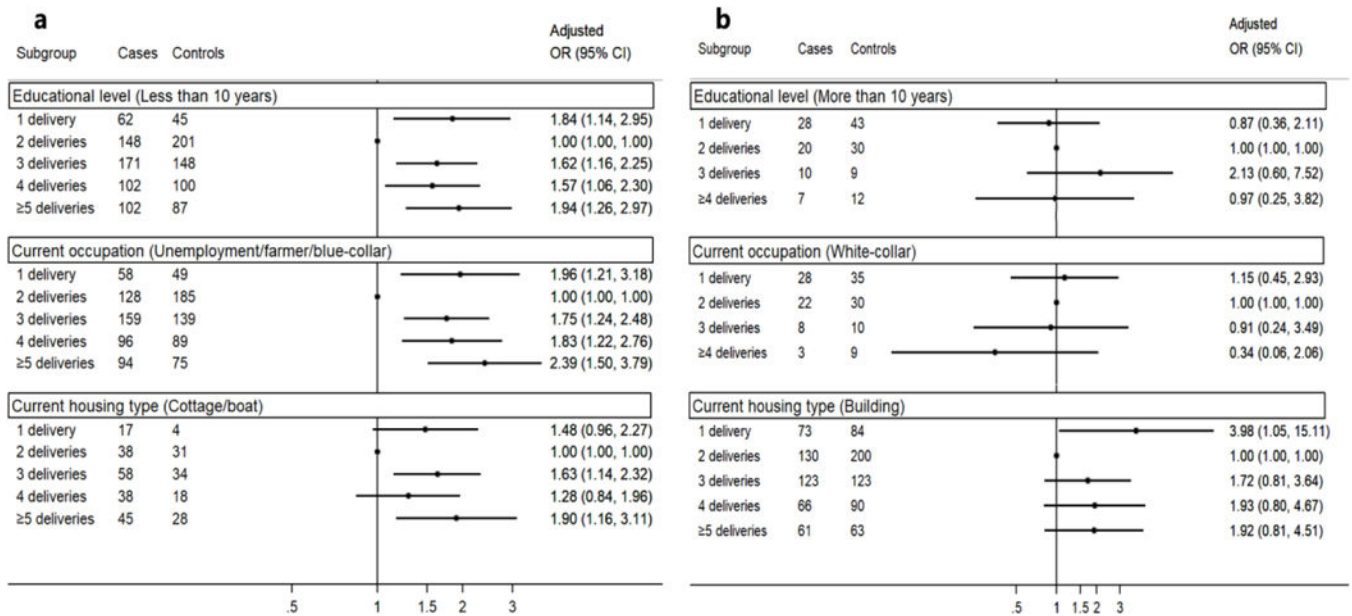 a
Adjusted
Subgroup Cases Controls OR (95% CI)
Educational level (Less than 10 years)
1 delivery 62 45 1.84 (1.14, 2.95)
2 deliveries 148 201 1.00 (1.00, 1.00)
3 deliveries 171 148 1.62 (1.16, 2.25)
4 deliveries 102 100 1.57 (1.06, 2.30)
≥5 deliveries 102 87 1.94 (1.26, 2.97)
Current occupation (Unemployment/farmer/blue-collar)
1 delivery 58 49 1.96 (1.21, 3.18)
2 deliveries 128 185 1.00 (1.00, 1.00)
3 deliveries 159 139 1.75 (1.24, 2.48)
4 deliveries 96 89 1.83 (1.22, 2.76)
≥5 deliveries 94 75 2.39 (1.50, 3.79)
Current housing type (Cottage/boat)
1 delivery 17 4 1.48 (0.96, 2.27)
2 deliveries 38 31 1.00 (1.00, 1.00)
3 deliveries 58 34 1.63 (1.14, 2.32)
4 deliveries 38 18 1.28 (0.84, 1.96)
≥5 deliveries 45 28 1.90 (1.16, 3.11)
.5 1 1.5 2 3
b
Adjusted
Subgroup Cases Controls OR (95% CI)
Educational level (More than 10 years)
1 delivery 28 43 0.87 (0.36, 2.11)
2 deliveries 20 30 1.00 (1.00, 1.00)
3 deliveries 10 9 2.13 (0.60, 7.52)
≥4 deliveries 7 12 0.97 (0.25, 3.82)
Current occupation (White-collar)
1 delivery 28 35 1.15 (0.45, 2.93)
2 deliveries 22 30 1.00 (1.00, 1.00)
3 deliveries 8 10 0.91 (0.24, 3.49)
≥4 deliveries 3 9 0.34 (0.06, 2.06)
Current housing type (Building)
1 delivery 73 84 3.98 (1.05, 15.11)
2 deliveries 130 200 1.00 (1.00, 1.00)
3 deliveries 123 123 1.72 (0.81, 3.64)
4 deliveries 66 90 1.93 (0.80, 4.67)
≥5 deliveries 61 63 1.92 (0.81, 4.51)
.5 1 1.5 2 3